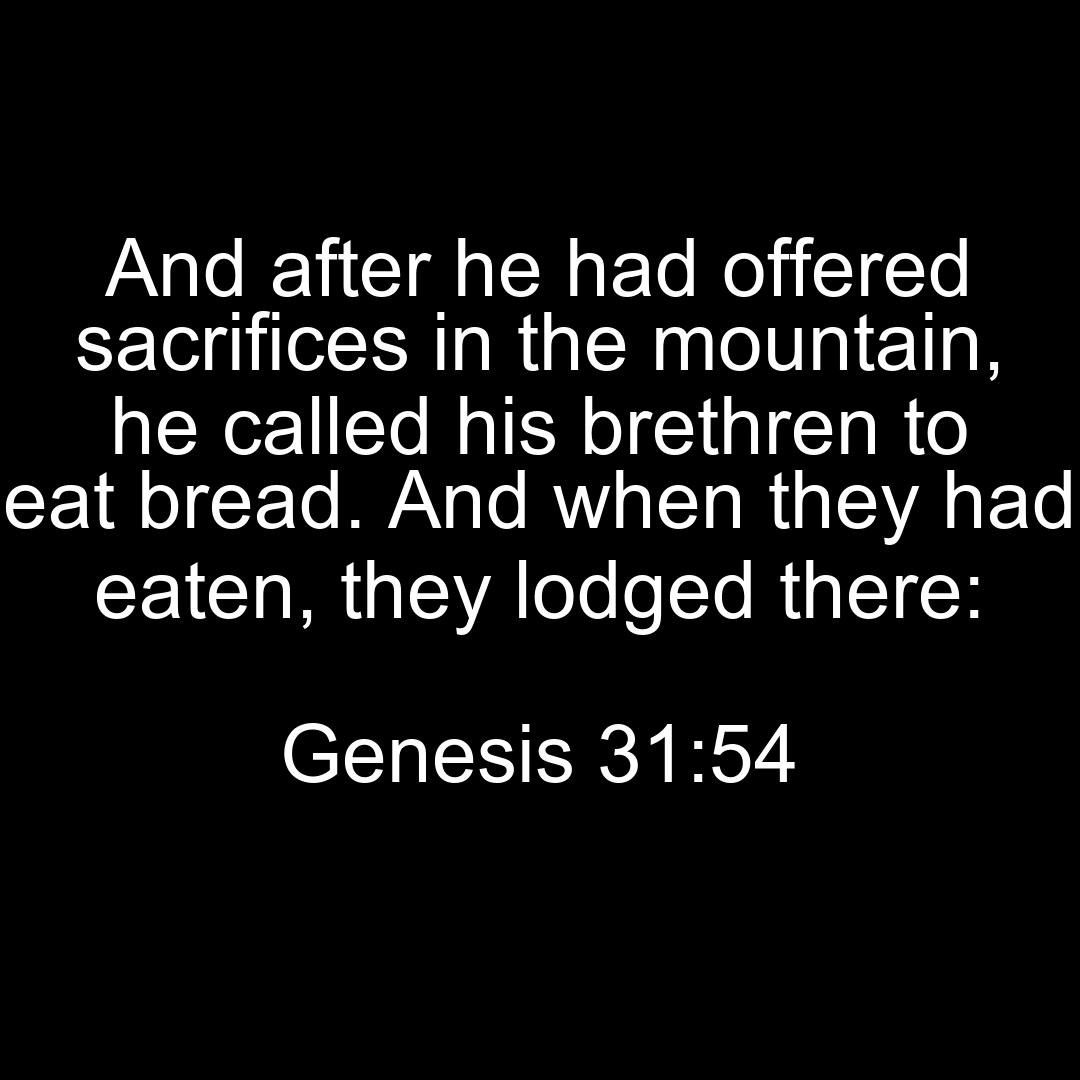 And after he had offered
sacrifices in the mountain,
he called his brethren to
eat bread. And when they had
eaten, they lodged there:
Genesis 31:54